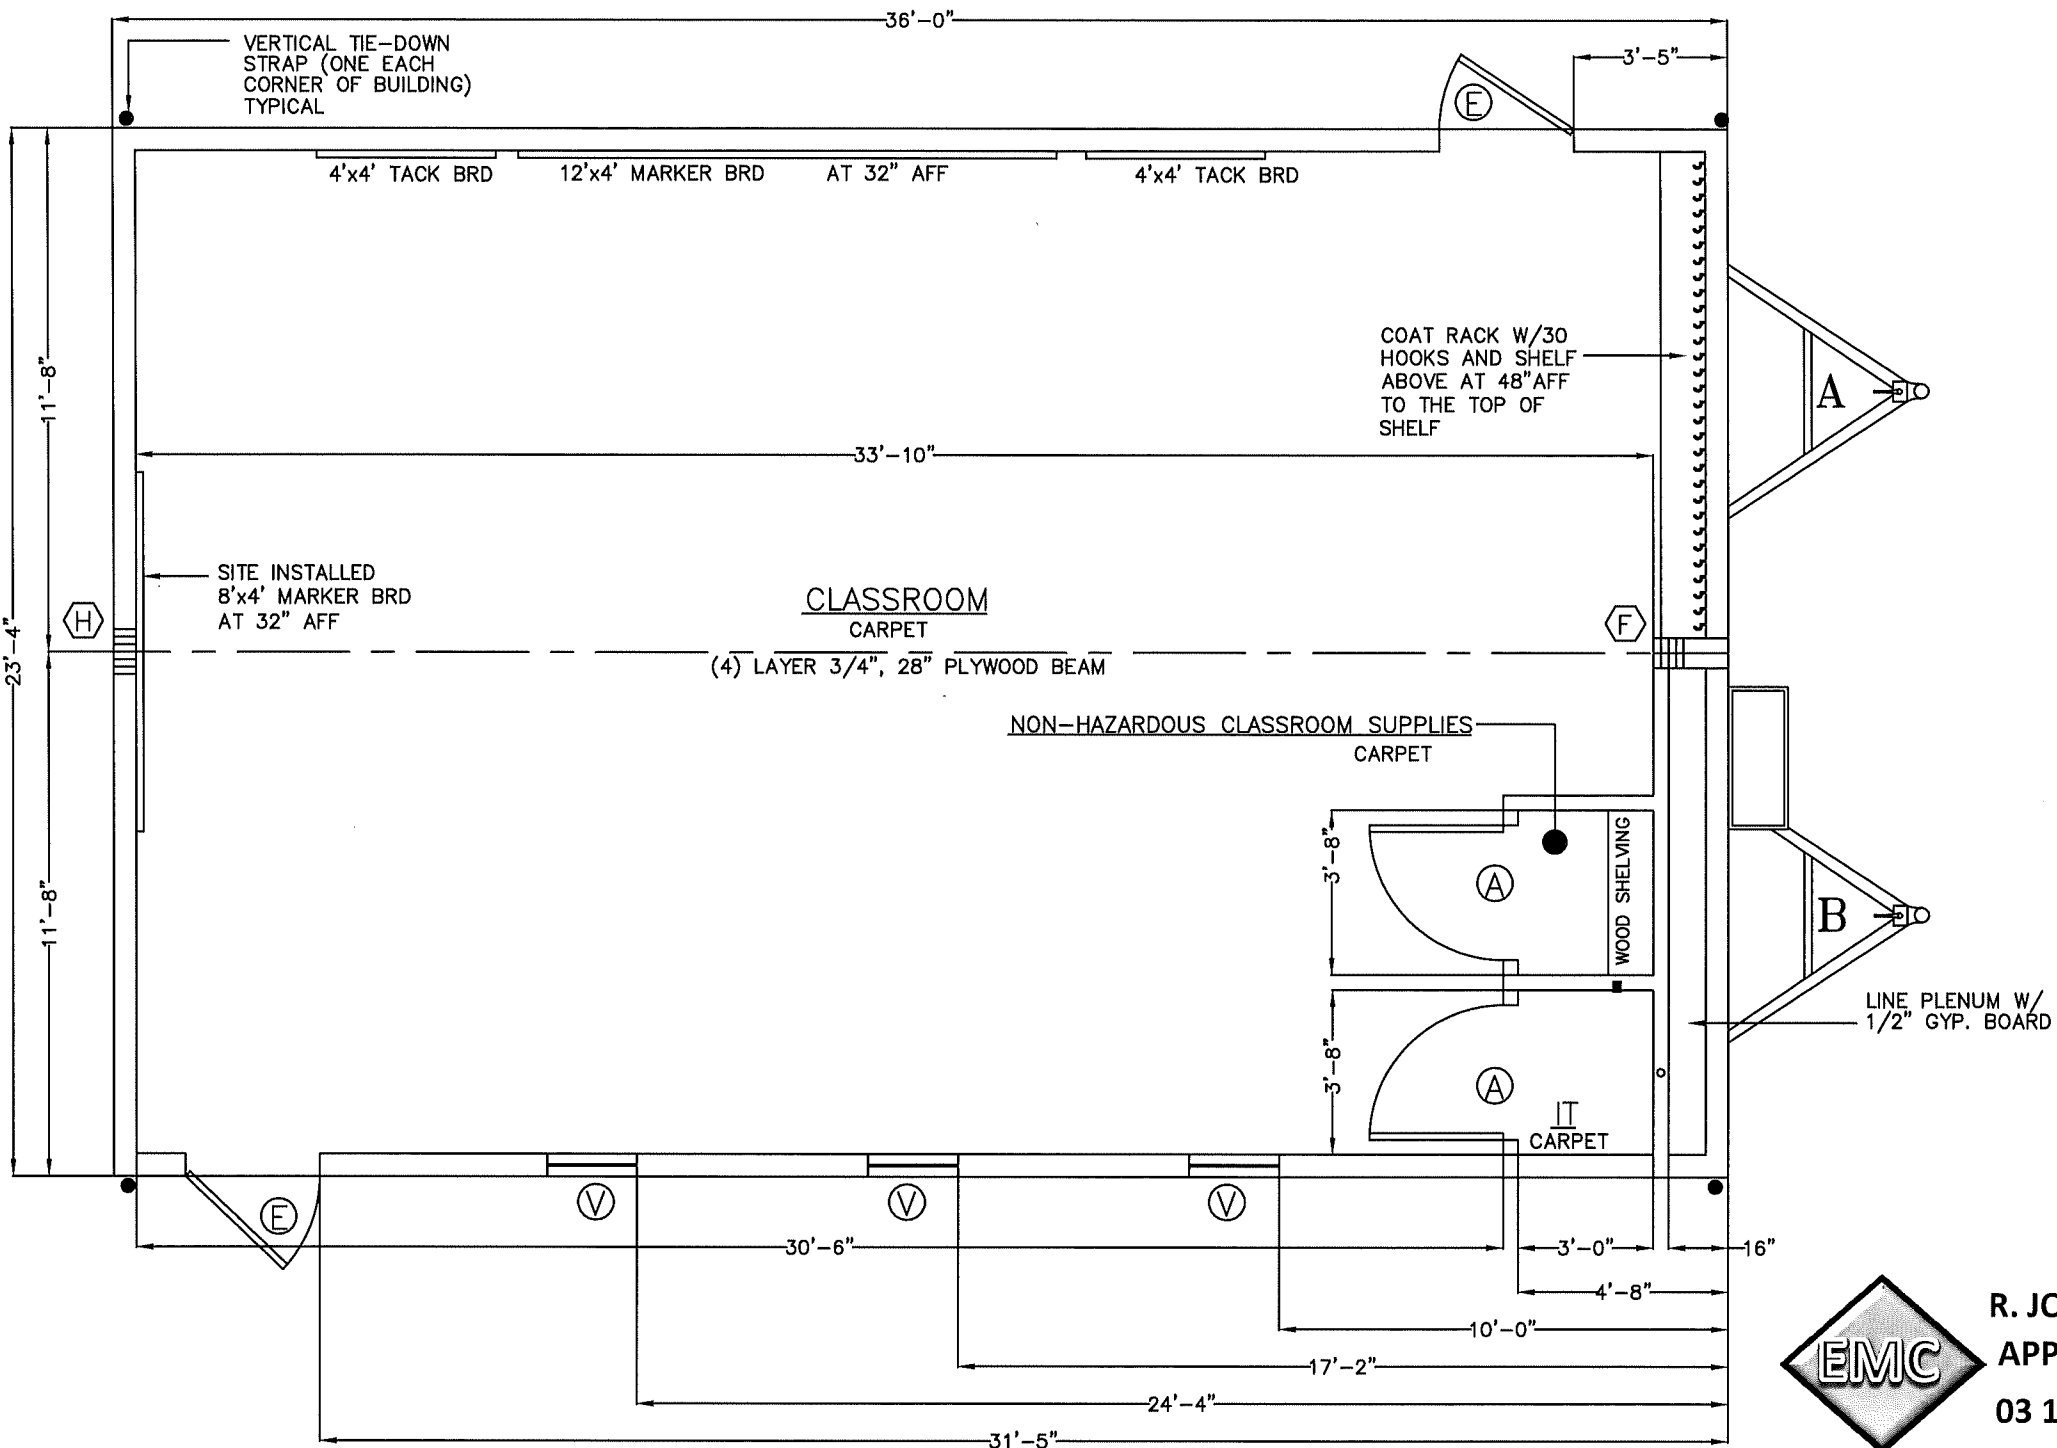 36'-0"
VERTICAL TIE-DOWN
STRAP (ONE EACH
CORNER OF BUILDING)
TYPICAL
3'-5"
E
4'x4' TACK BRD
12'x4' MARKER BRD
AT 32" AFF
4'x4' TACK BRD
COAT RACK W/30
HOOKS AND SHELF
ABOVE AT 48"AFF
TO THE TOP OF
SHELF
A
11'-8"
33'-10"
SITE INSTALLED
8'x4' MARKER BRD
AT 32" AFF
H
23'-4"
CLASSROOM
CARPET
F
(4) LAYER 3/4", 28" PLYWOOD BEAM
NON-HAZARDOUS CLASSROOM SUPPLIES
CARPET
3'-8"
A
WOOD SHELVING
11'-8"
B
LINE PLENUM W/
1/2" GYP. BOARD
3'-8"
A
IT
CARPET
E
V
V
V
30'-6"
3'-0"
16"
4'-8"
10'-0"
17'-2"
24'-4"
31'-5"
EMC
R. JO
APP
03 1